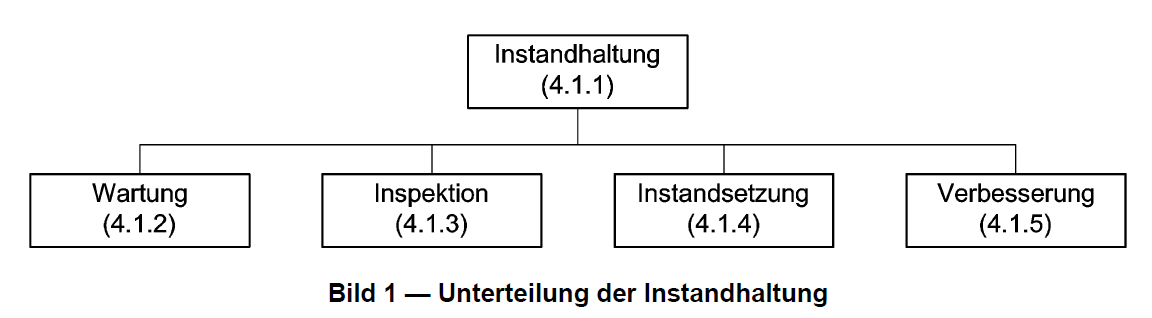 Instandhaltung
(4.1.1)
Wartung
(4.1.2)
Inspektion
(4.1.3)
Instandsetzung
(4.1.4)
Verbesserung
(4.1.5)
Bild 1 — Unterteilung der Instandhaltung